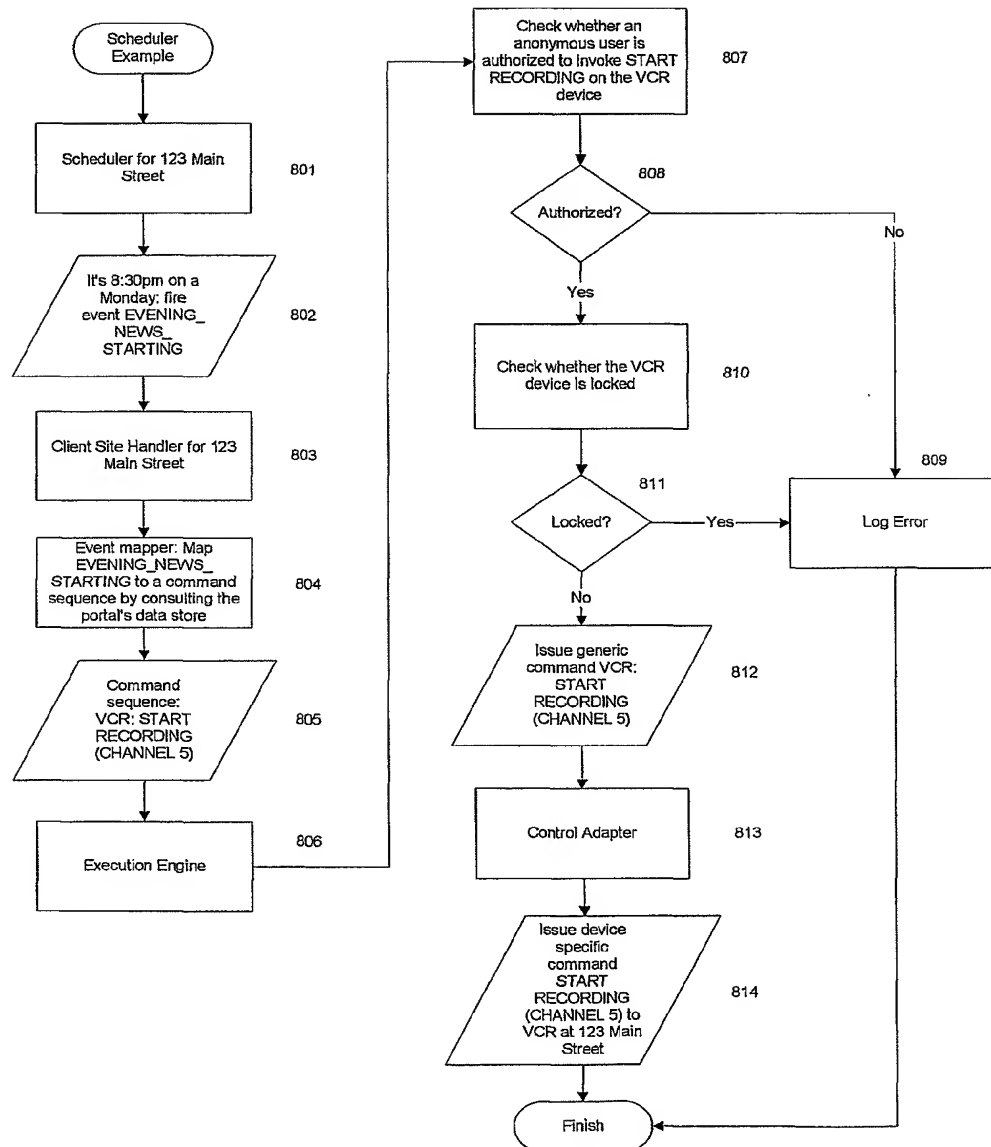 Scheduler
Example
Scheduler for 123 Main
Street
801
It's 8:30pm on a
Monday: fire
event EVENING_
NEWS_
STARTING
802
Client Site Handler for 123
Main Street
803
Event mapper: Map
EVENING_NEWS_
STARTING to a command
sequence by consulting the
portal's data store
804
Command
sequence:
VCR: START
RECORDING
(CHANNEL 5)
805
Execution Engine
806
Check whether an
anonymous user is
authorized to Invoke START
RECORDING on the VCR
device
807
Authorized?
808
No
Yes
Check whether the VCR
device is locked
810
Locked?
811
Yes
Log Error
809
No
Issue generic
command VCR:
START
RECORDING
(CHANNEL 5)
812
Control Adapter
813
Issue device
specific
command
START
RECORDING
(CHANNEL 5) to
VCR at 123 Main
Street
814
Finish